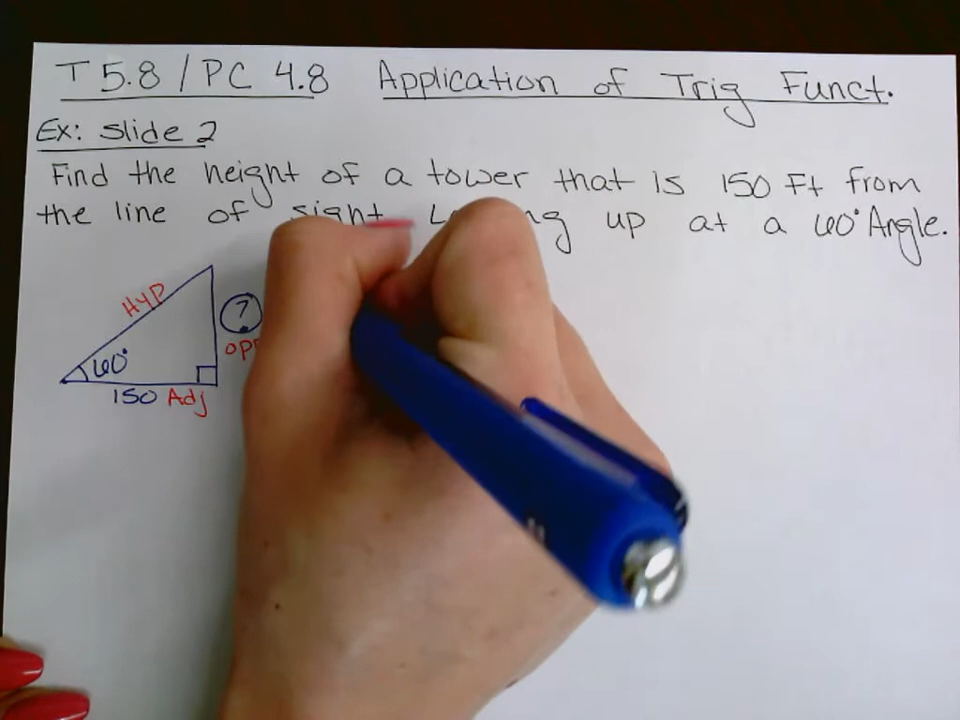 T 5.8 / PC 4.8 Application of Trig Funct.
Ex: Slide 2
Find the height of a tower that is 150 Ft from
the line of sight up at a 60° Angle.
HYP
?
60°
150 Adj